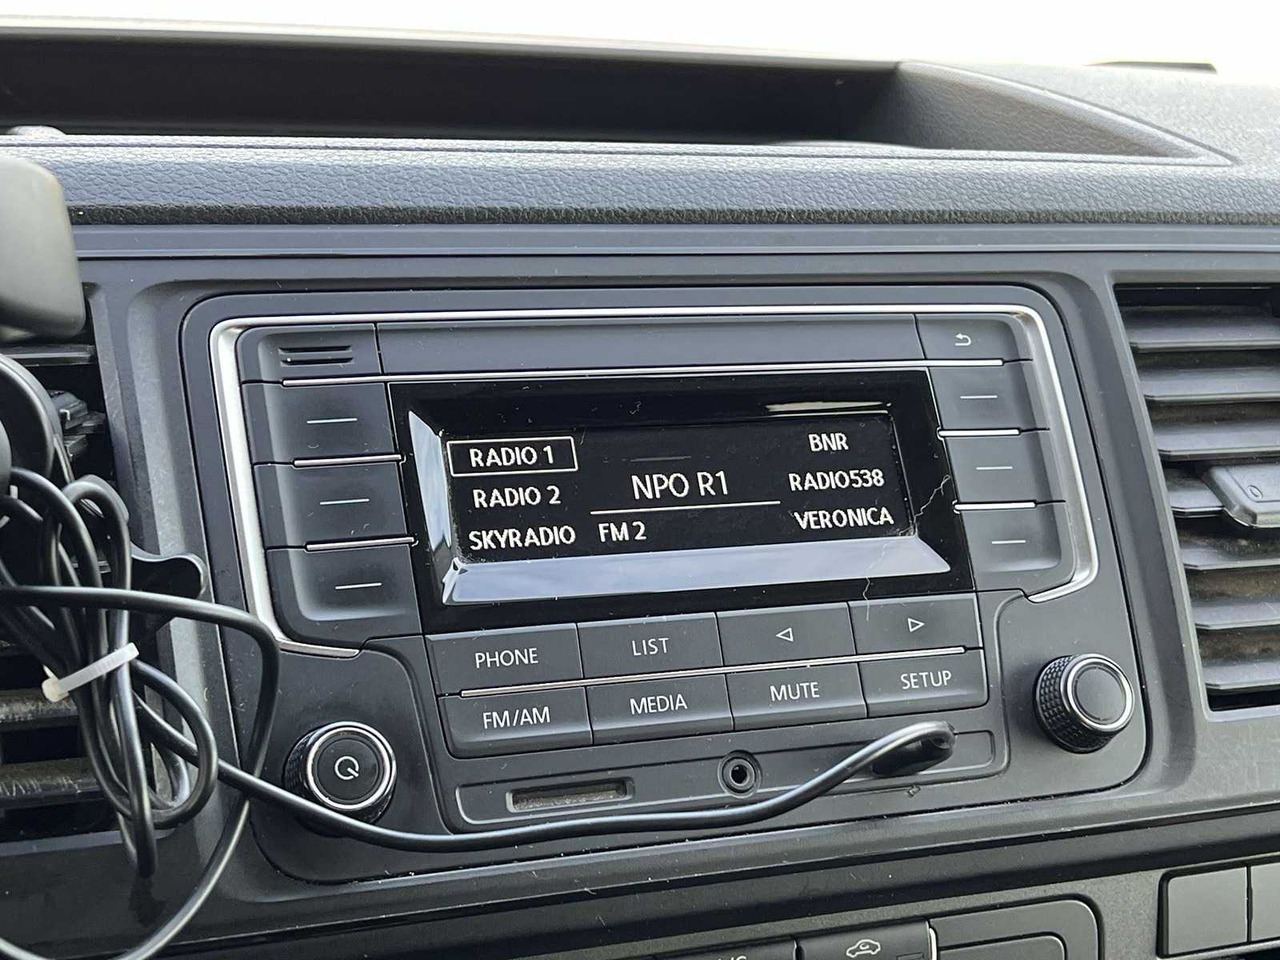 RADIO 1
RADIO 2
SKYRADIO
NPO R1
FM 2
BNR
RADIO538
VERONICA
PHONE
LIST
FM/AM
MEDIA
MUTE
SETUP